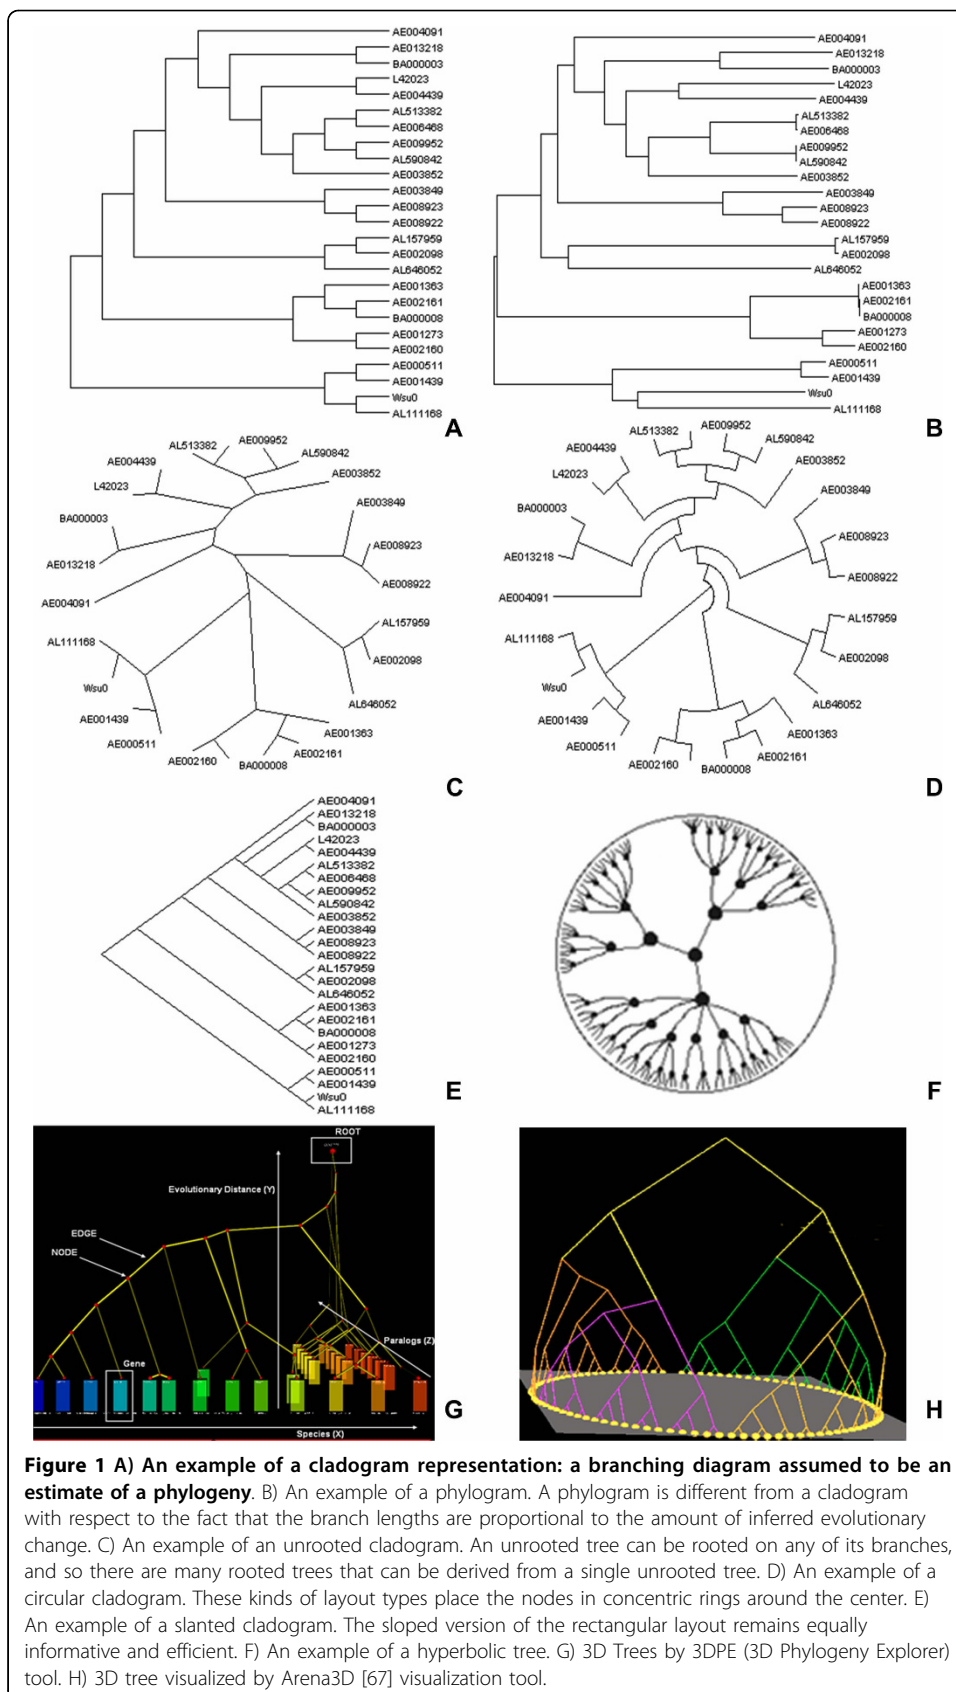 AE004091
AE013218
BA000003
L42023
AE004439
AL513382
AE006468
AE009952
AL590842
AE003852
AE003849
AE008923
AE008922
AL157959
AE002098
AL646052
AE001363
AE002161
BA000008
AE001273
AE002160
AE000511
AE001439
Wsu0
AL111168
A
AE004091
AE013218
BA000003
L42023
AE004439
AL513382
AE006468
AE009952
AL590842
AE003852
AE003849
AE008923
AE008922
AL157959
AE002098
AL646052
AE001363
AE002161
BA000008
AE001273
AE002160
AE000511
AE001439
Wsu0
AL111168
B
AE009952
AL513382
AL590842
AE004439
AE003852
L42023
AE003849
BA000003
AE008923
AE013218
AE008922
AE004091
AL157959
AL111168
AE002098
Wsu0
AL646052
AE001439
AE001363
AE000511
AE002161
AE002160
BA000008
C
AE009952
AL513382
AL590842
AE004439
AE003852
L42023
AE003849
BA000003
AE008923
AE013218
AE008922
AE004091
AL157959
AL111168
AE002098
Wsu0
AL646052
AE001439
AE001363
AE000511
AE002161
AE002160
BA000008
D
AE004091
AE013218
BA000003
L42023
AE004439
AL513382
AE006468
AE009952
AL590842
AE003852
AE003849
AE008923
AE008922
AL157959
AE002098
AL646052
AE001363
AE002161
BA000008
AE001273
AE002160
AE000511
AE001439
Wsu0
AL111168
E
F
ROOT
Evolutionary Distance (Y)
EDGE
NODE
Paralogs (Z)
Gene
Species (X)
G
H
Figure 1 A) An example of a cladogram representation: a branching diagram assumed to be an
estimate of a phylogeny. B) An example of a phylogram. A phylogram is different from a cladogram
with respect to the fact that the branch lengths are proportional to the amount of inferred evolutionary
change. C) An example of an unrooted cladogram. An unrooted tree can be rooted on any of its branches,
and so there are many rooted trees that can be derived from a single unrooted tree. D) An example of a
circular cladogram. These kinds of layout types place the nodes in concentric rings around the center. E)
An example of a slanted cladogram. The sloped version of the rectangular layout remains equally
informative and efficient. F) An example of a hyperbolic tree. G) 3D Trees by 3DPE (3D Phylogeny Explorer)
tool. H) 3D tree visualized by Arena3D [67] visualization tool.